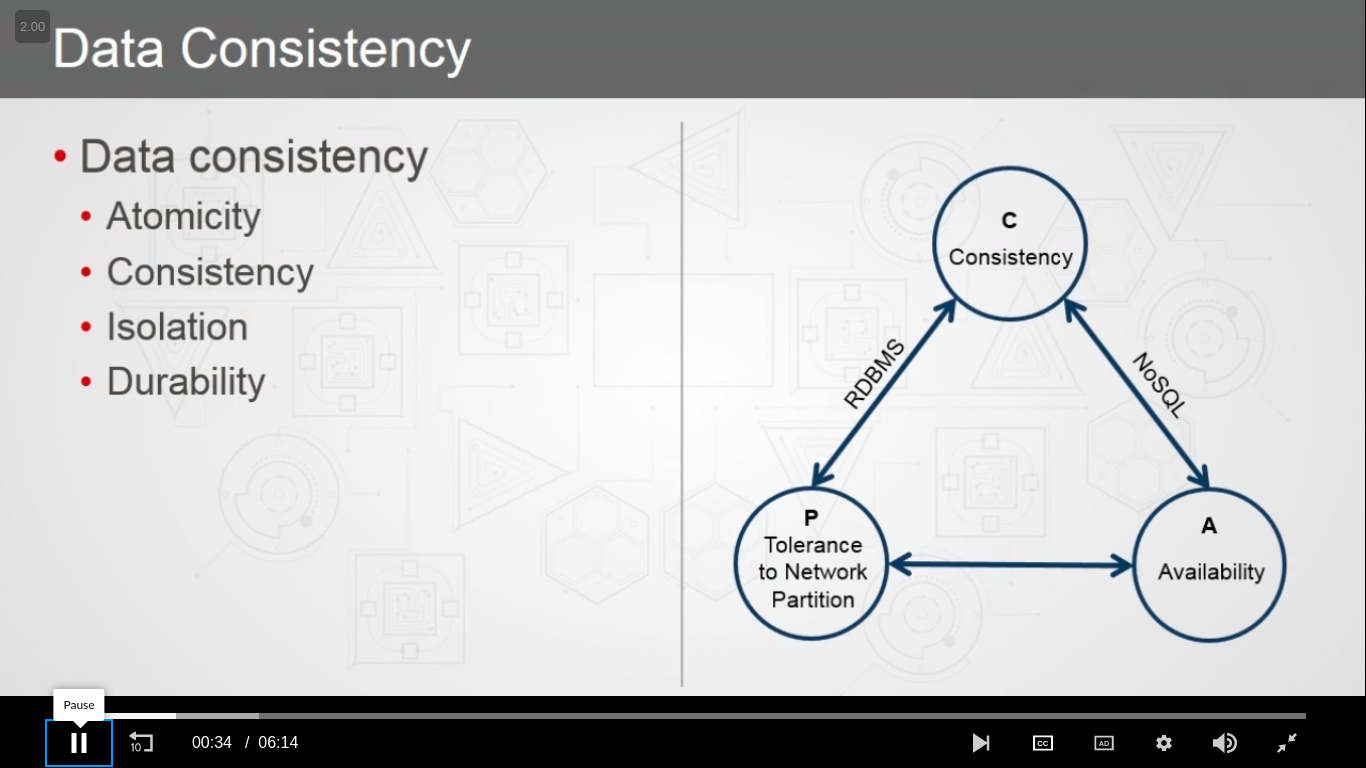 2.00
Data Consistency
• Data consistency
• Atomicity
• Consistency
• Isolation
• Durability
C
Consistency
RDBMS
NoSQL
P
Tolerance
to Network
Partition
A
Availability
Pause
10
00:34 / 06:14
CC
AD